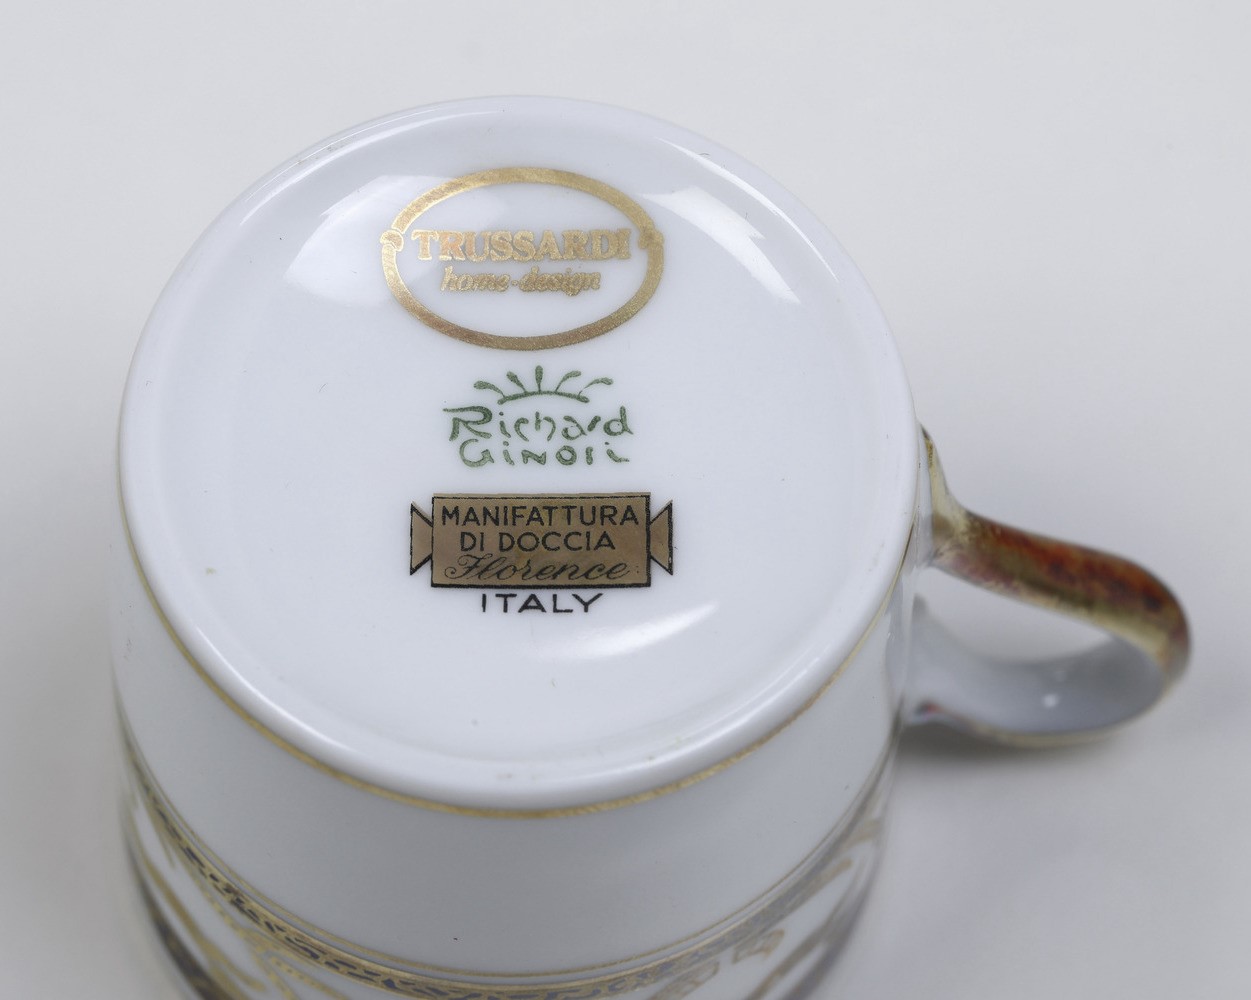 TRUSSARDI
home-design
Richard
GiNORi
MANIFATTURA
DI DOCCIA
Florence
ITALY